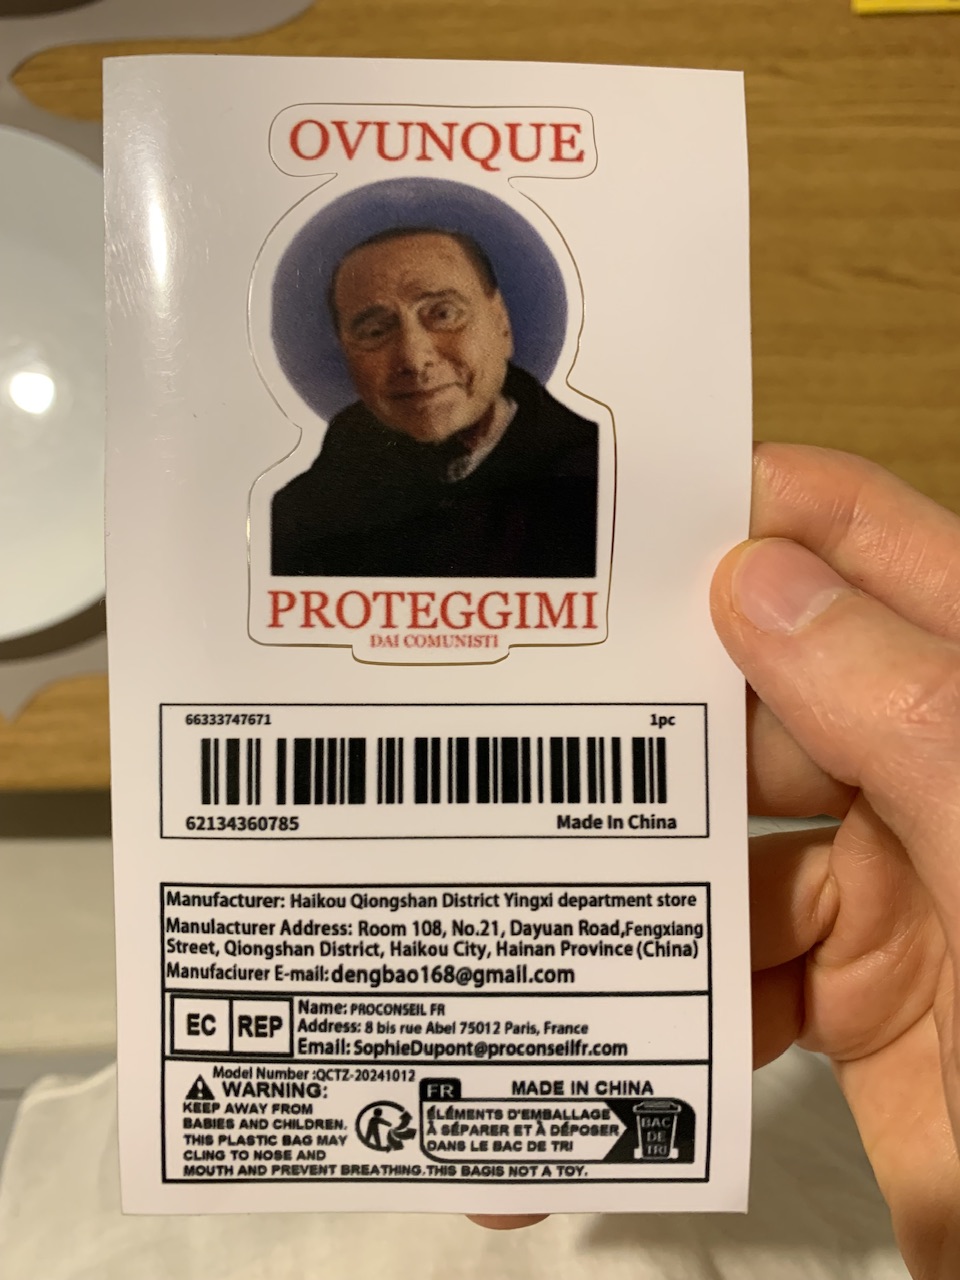 OVUNQUE
PROTEGGIMI
DAI COMUNISTI
66333747671 1pc
62134360785 Made In China
Manufacturer: Haikou Qiongshan District Yingxi department store
Manulacturer Address: Room 108, No.21, Dayuan Road,Fengxiang
Street, Qiongshan District, Haikou City, Hainan Province (China)
Manufaciurer E-mail: dengbao168@gmail.com
EC REP
Name: PROCONSEIL FR
Address: 8 bis rue Abel 75012 Paris, France
Email: SophieDupont@proconseilfr.com
Model Number :QCTZ-20241012
WARNING:
KEEP AWAY FROM
BABIES AND CHILDREN.
THIS PLASTIC BAG MAY
CLING TO NOSE AND
MOUTH AND PREVENT BREATHING.THIS BAGIS NOT A TOY.
FR MADE IN CHINA
ÉLÉMENTS D'EMBALLAGE
À SÉPARER ET À DÉPOSER
DANS LE BAC DE TRI
BAC
DE
TRI